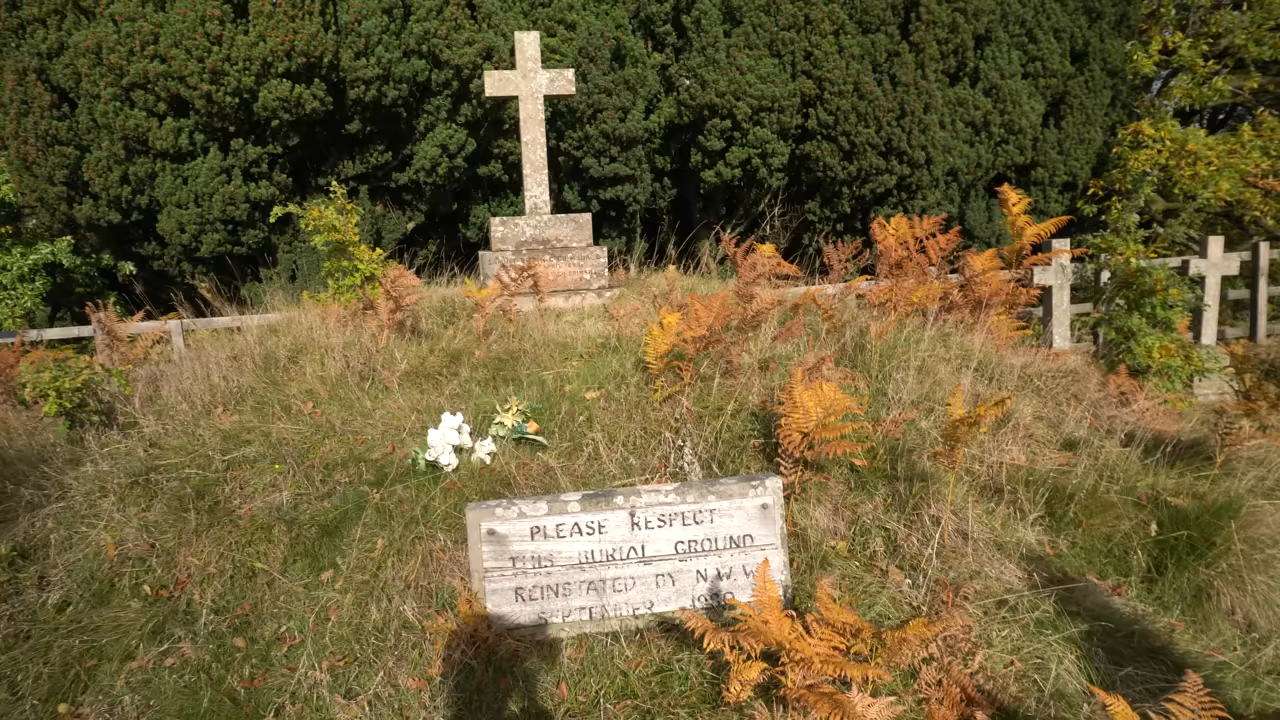 PLEASE RESPECT
THIS BURIAL GROUND
REINSTATED BY N.W.W
SEPTEMBER